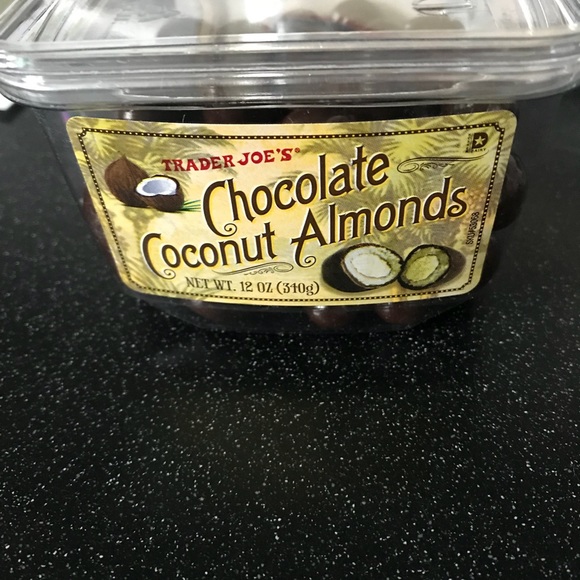 TRADER JOE'S®
Chocolate
Coconut Almonds
NET WT. 12 OZ (340g)
D